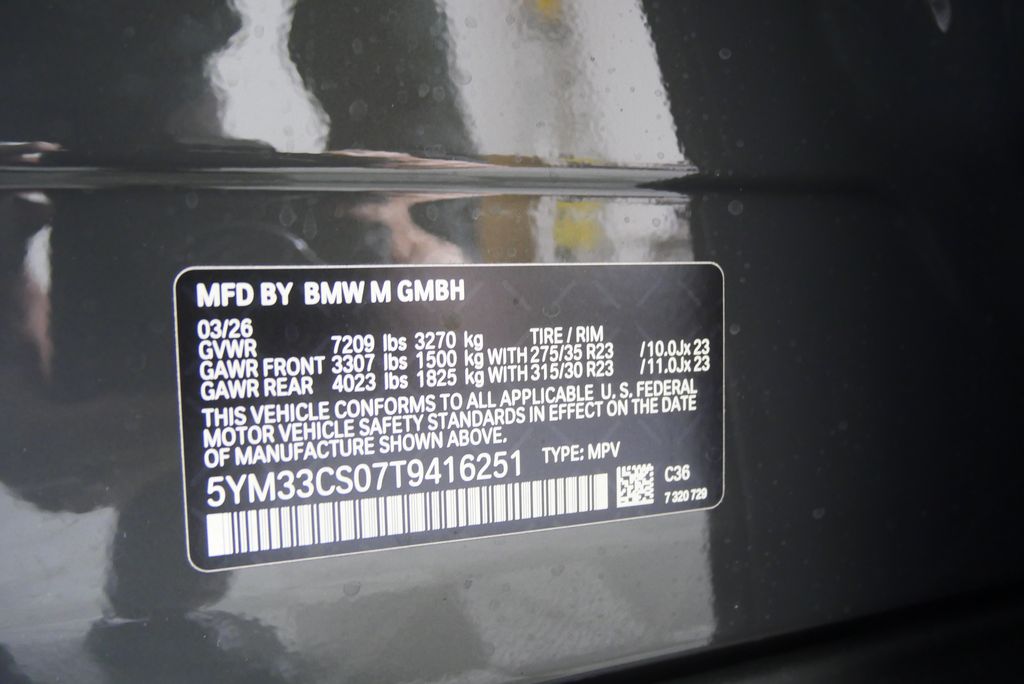 MFD BY BMW M GMBH
03/26 TIRE / RIM
GVWR 7209 lbs 3270 kg
GAWR FRONT 3307 lbs 1500 kg WITH 275/35 R23 /10.0Jx 23
GAWR REAR 4023 lbs 1825 kg WITH 315/30 R23 /11.0Jx 23
THIS VEHICLE CONFORMS TO ALL APPLICABLE U. S. FEDERAL
MOTOR VEHICLE SAFETY STANDARDS IN EFFECT ON THE DATE
OF MANUFACTURE SHOWN ABOVE.
5YM33CS07T9416251 TYPE: MPV
C36
7 320 729